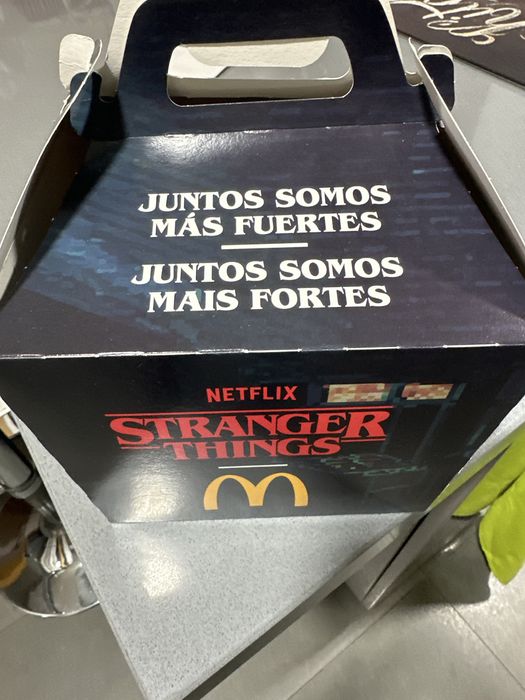 JUNTOS SOMOS
MÁS FUERTES
JUNTOS SOMOS
MAIS FORTES
NETFLIX
STRANGER
THINGS